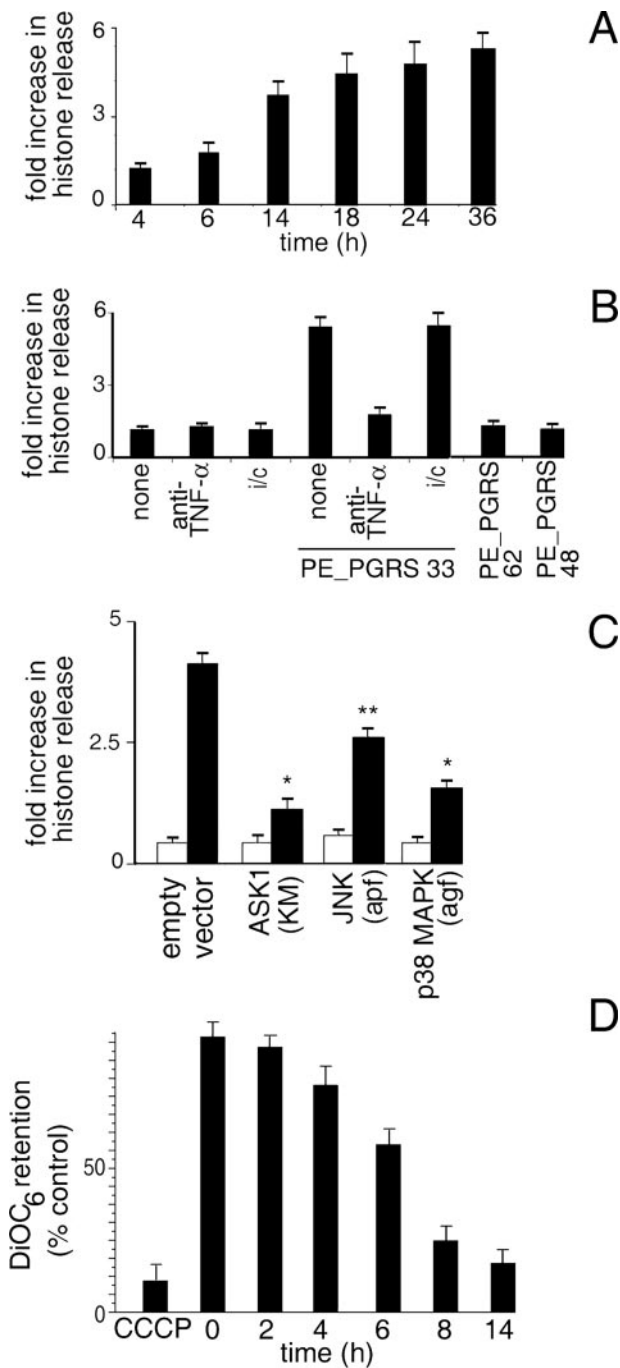 A
fold increase in
histone release
6
3
0
4 6 14 18 24 36
time (h)
B
fold increase in
histone release
6
3
0
none
anti-
TNF-α
i/c
none
anti-
TNF-α
i/c
PE_PGRS
62
PE_PGRS
48
PE_PGRS 33
C
fold increase in
histone release
5
2.5
0
*
**
*
empty
vector
ASK1
(KM)
JNK
(apf)
p38 MAPK
(agf)
D
DiOC6 retention
(% control)
50
0
CCCP 0 2 4 6 8 14
time (h)